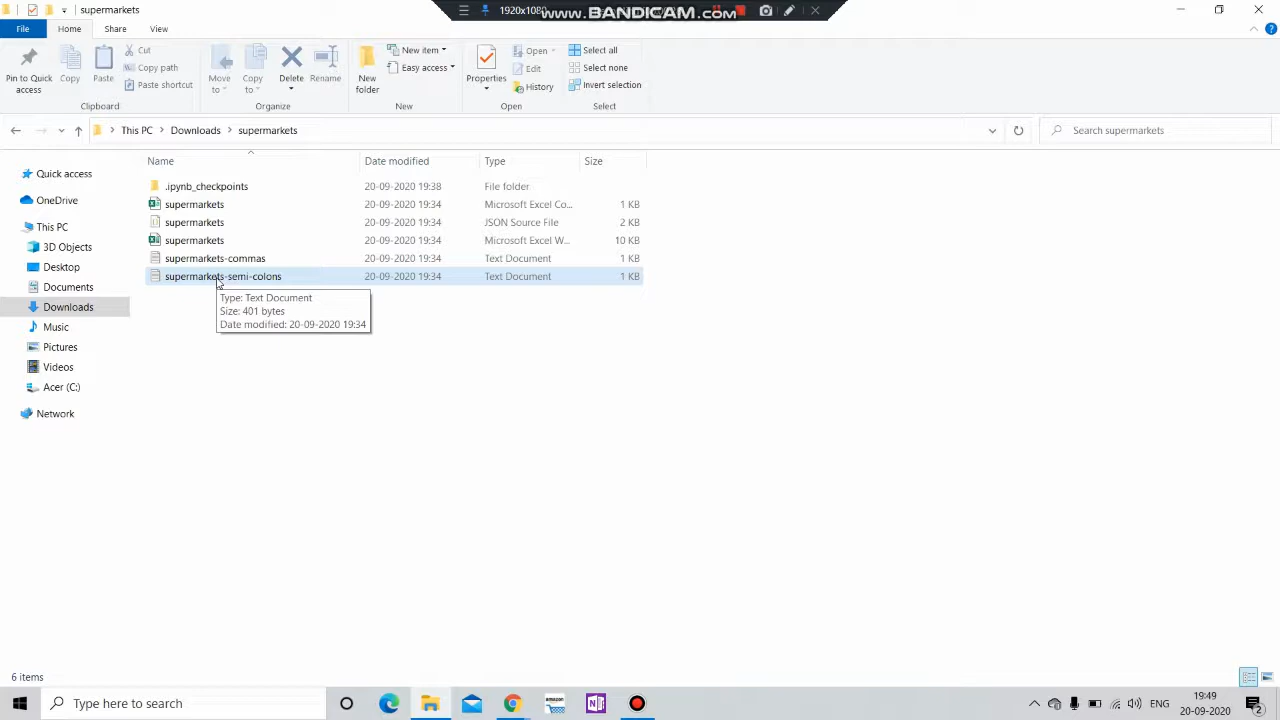 supermarkets
1920x1080
www.BANDICAM.com
File
Home
Share
View
Pin to Quick access
Copy
Paste
Cut
Copy path
Paste shortcut
Clipboard
Move to
Copy to
Delete
Rename
Organize
New folder
New item
Easy access
New
Properties
Open
Edit
History
Open
Select all
Select none
Invert selection
Select
This PC
Downloads
supermarkets
Search supermarkets
Name
Date modified
Type
Size
.ipynb_checkpoints 20-09-2020 19:38 File folder
supermarkets 20-09-2020 19:34 Microsoft Excel Co... 1 KB
supermarkets 20-09-2020 19:34 JSON Source File 2 KB
supermarkets 20-09-2020 19:34 Microsoft Excel W... 10 KB
supermarkets-commas 20-09-2020 19:34 Text Document 1 KB
supermarkets-semi-colons 20-09-2020 19:34 Text Document 1 KB
Type: Text Document
Size: 401 bytes
Date modified: 20-09-2020 19:34
Quick access
OneDrive
This PC
3D Objects
Desktop
Documents
Downloads
Music
Pictures
Videos
Acer (C:)
Network
6 items
Type here to search
amazon
N
ENG
19:49
20-09-2020
2